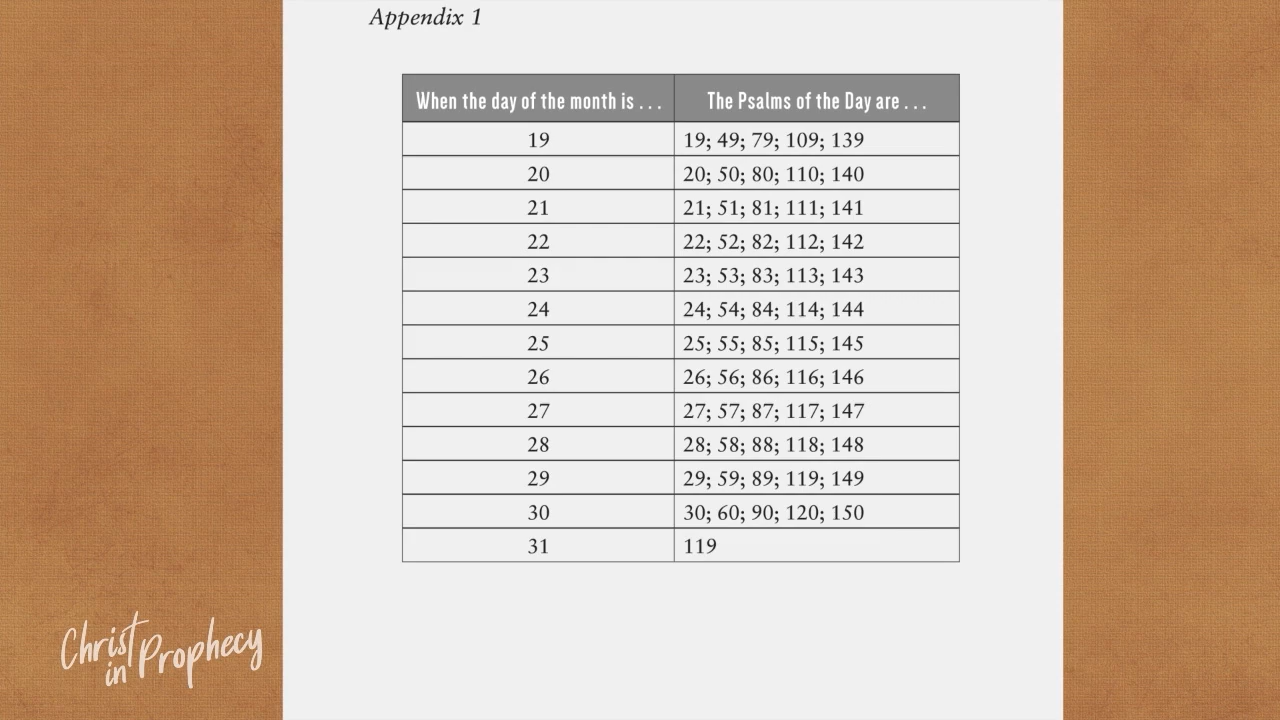 Appendix 1
When the day of the month is . . . The Psalms of the Day are . . .
19 19; 49; 79; 109; 139
20 20; 50; 80; 110; 140
21 21; 51; 81; 111; 141
22 22; 52; 82; 112; 142
23 23; 53; 83; 113; 143
24 24; 54; 84; 114; 144
25 25; 55; 85; 115; 145
26 26; 56; 86; 116; 146
27 27; 57; 87; 117; 147
28 28; 58; 88; 118; 148
29 29; 59; 89; 119; 149
30 30; 60; 90; 120; 150
31 119
Christ
in Prophecy